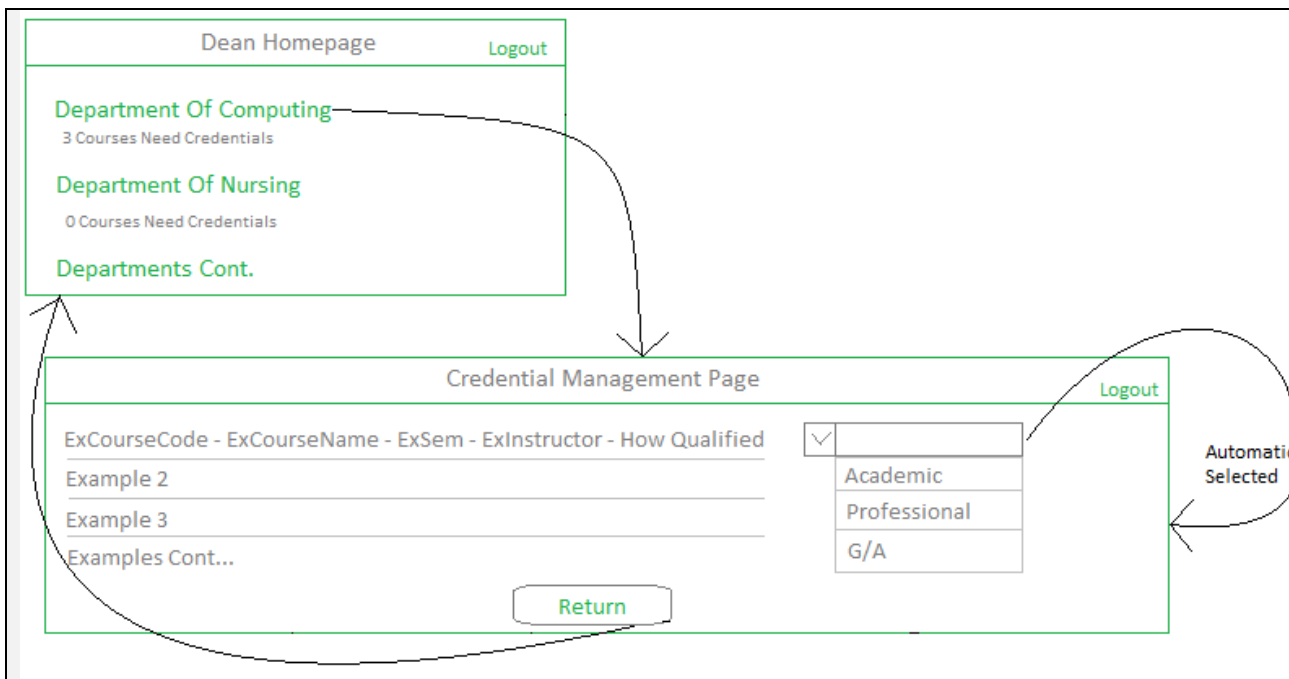 Dean Homepage
Logout
Department Of Computing
3 Courses Need Credentials
Department Of Nursing
0 Courses Need Credentials
Departments Cont.
Credential Management Page
Logout
ExCourseCode - ExCourseName - ExSem - ExInstructor - How Qualified
Example 2
Example 3
Examples Cont...
Academic
Professional
G/A
Automatic
Selected
Return